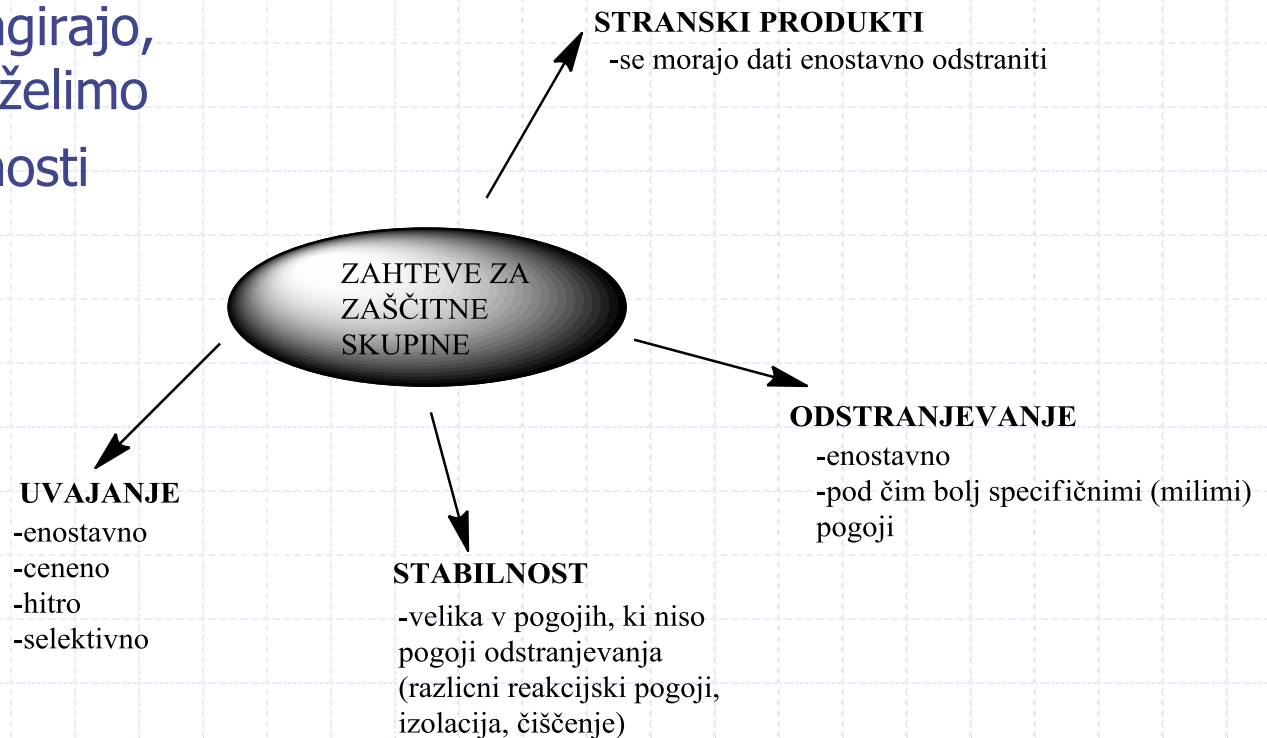 girajo,
želimo
nosti
STRANSKI PRODUKTI
-se morajo dati enostavno odstraniti
ZAHTEVE ZA
ZAŠČITNE
SKUPINE
ODSTRANJEVANJE
-enostavno
-pod čim bolj specifičnimi (milimi)
pogoji
UVAJANJE
-enostavno
-ceneno
-hitro
-selektivno
STABILNOST
-velika v pogojih, ki niso
pogoji odstranjevanja
(razlicni reakcijski pogoji,
izolacija, čiščenje)